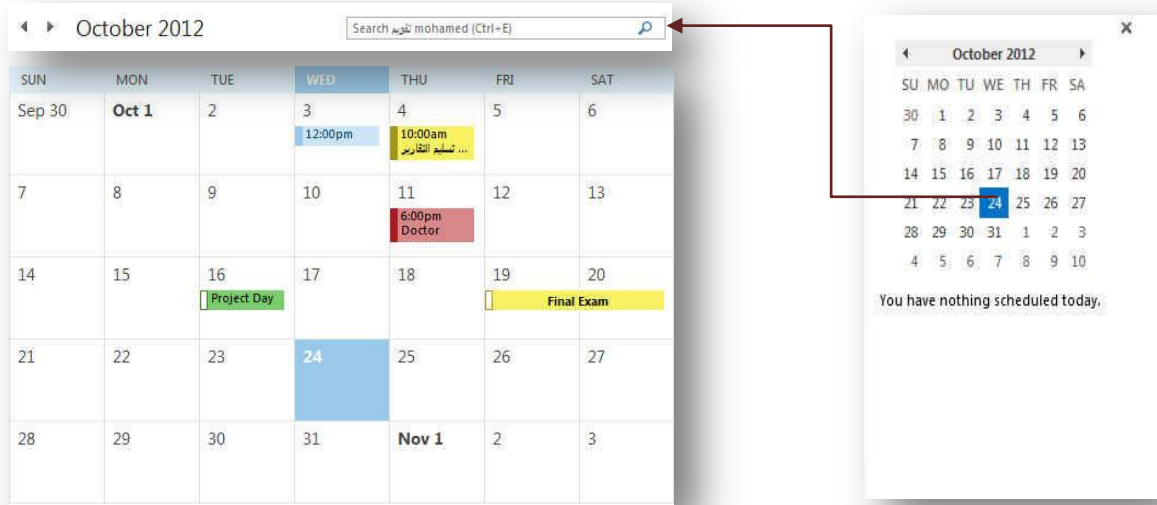 October 2012
Search تقويم mohamed (Ctrl+E)
SUN MON TUE WED THU FRI SAT
Sep 30 Oct 1 2 3 4 5 6
12:00pm 10:00am
تسليم التقارير ...
7 8 9 10 11 12 13
6:00pm
Doctor
14 15 16 17 18 19 20
Project Day Final Exam
21 22 23 24 25 26 27
28 29 30 31 Nov 1 2 3
October 2012
SU MO TU WE TH FR SA
30 1 2 3 4 5 6
7 8 9 10 11 12 13
14 15 16 17 18 19 20
21 22 23 24 25 26 27
28 29 30 31 1 2 3
4 5 6 7 8 9 10
You have nothing scheduled today.